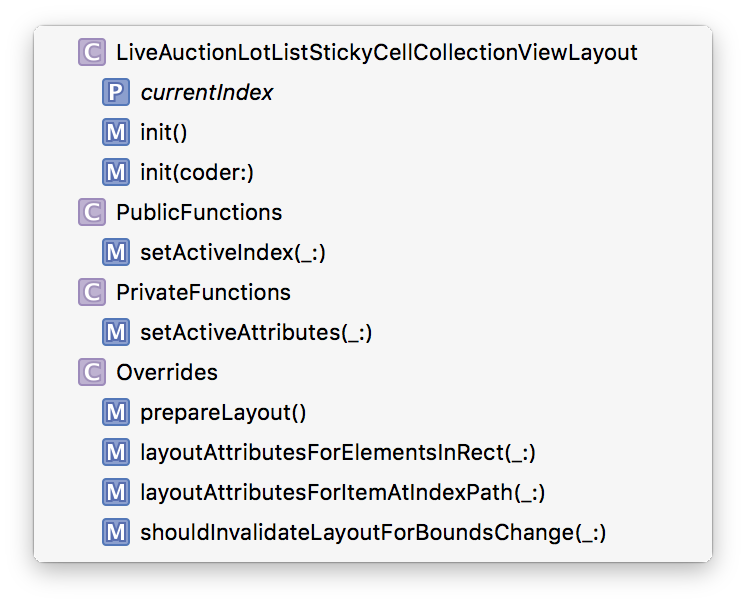 C LiveAuctionLotListStickyCellCollectionViewLayout
P currentIndex
M init()
M init(coder:)
C PublicFunctions
M setActiveIndex(_:)
C PrivateFunctions
M setActiveAttributes(_:)
C Overrides
M prepareLayout()
M layoutAttributesForElementsInRect(_:)
M layoutAttributesForItemAtIndexPath(_:)
M shouldInvalidateLayoutForBoundsChange(_:)